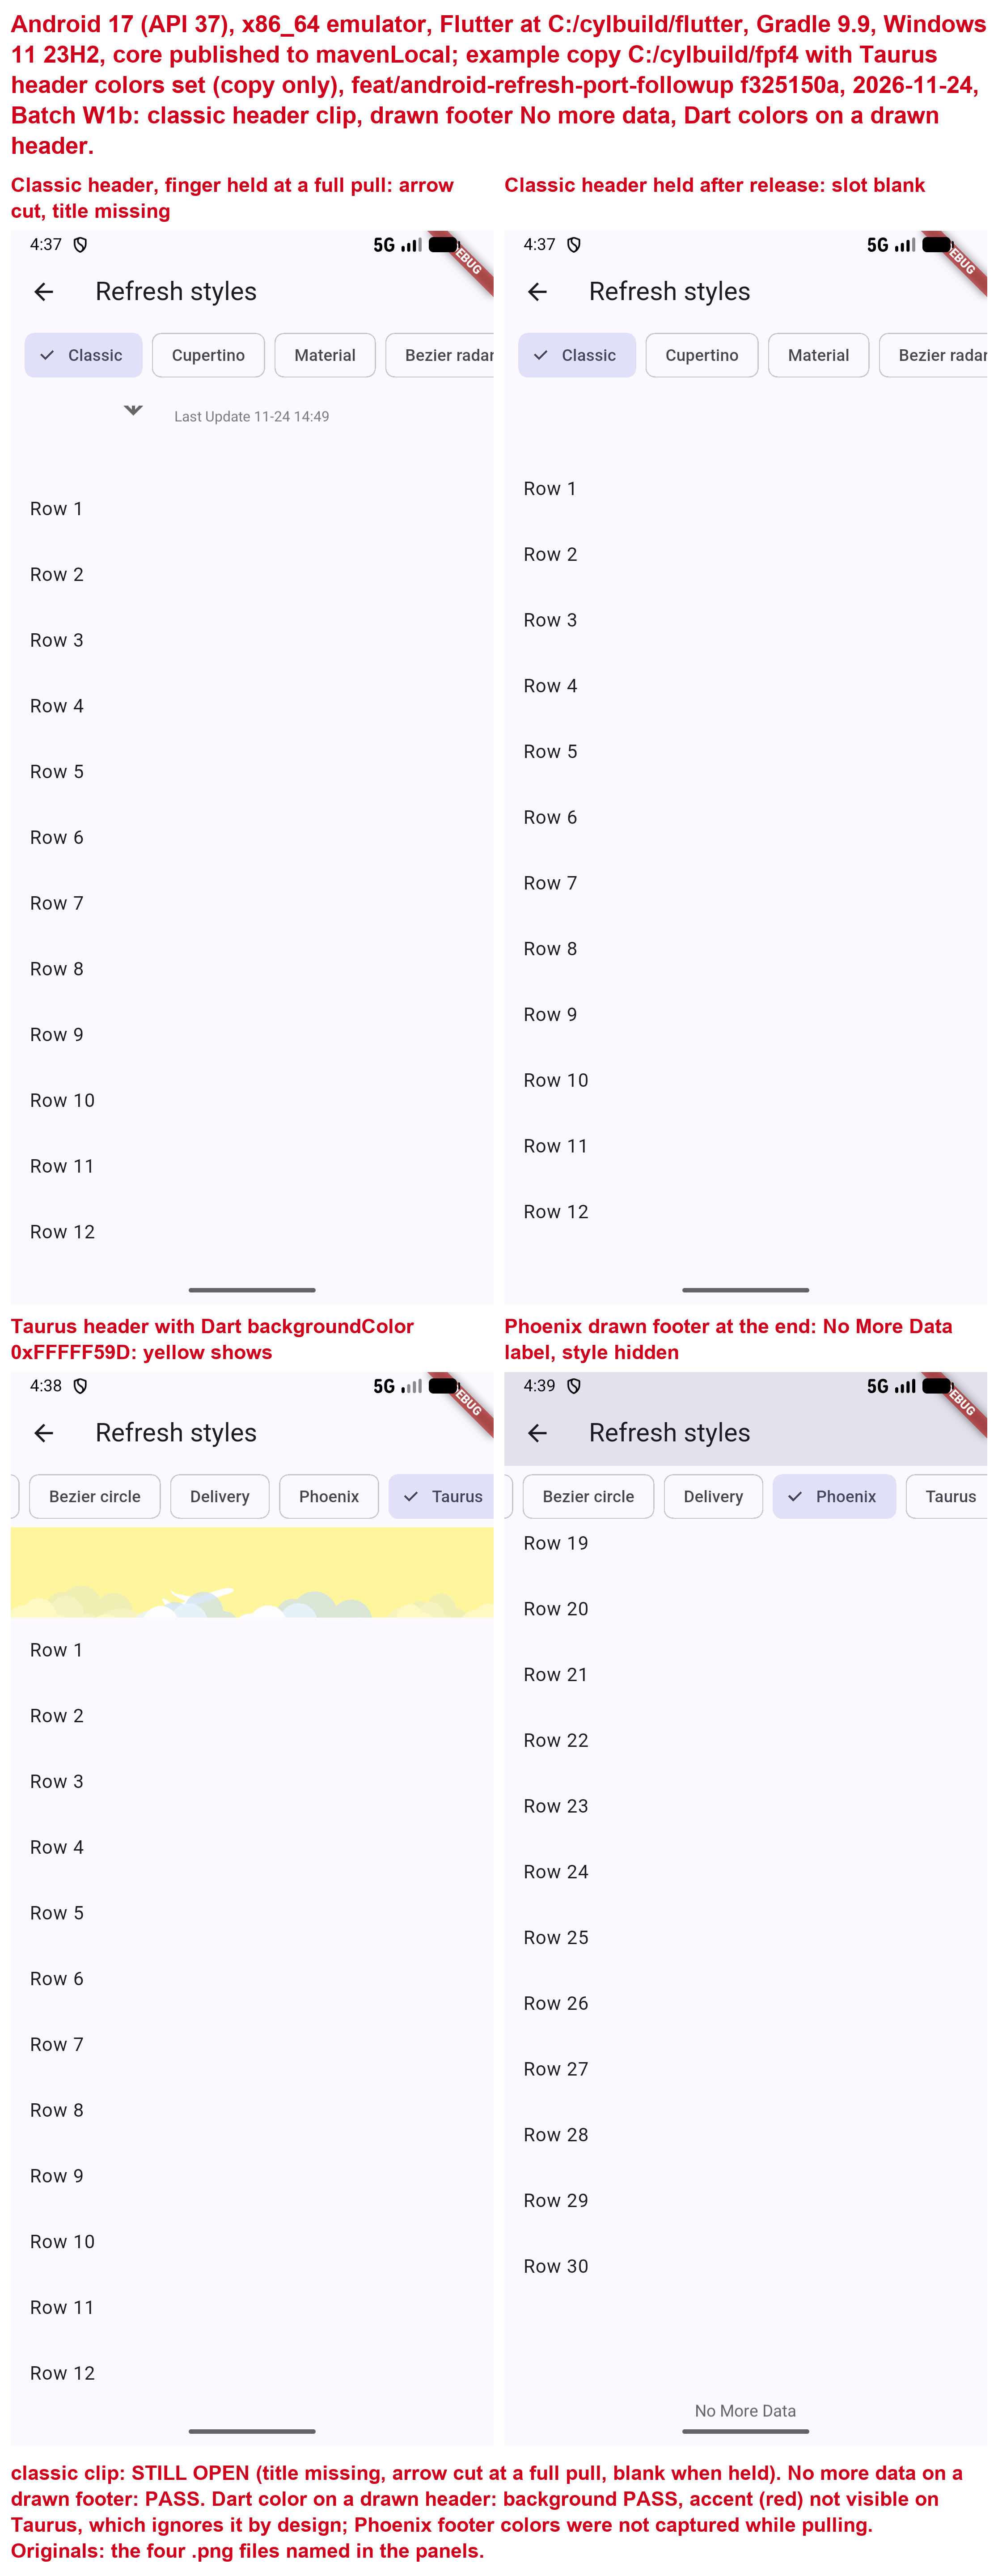 Android 17 (API 37), x86_64 emulator, Flutter at C:/cylbuild/flutter, Gradle 9.9, Windows
11 23H2, core published to mavenLocal; example copy C:/cylbuild/fpf4 with Taurus
header colors set (copy only), feat/android-refresh-port-followup f325150a, 2026-11-24,
Batch W1b: classic header clip, drawn footer No more data, Dart colors on a drawn
header.
Classic header, finger held at a full pull: arrow
cut, title missing
4:37
5G
EBUG
Refresh styles
Classic
Cupertino
Material
Bezier radar
Last Update 11-24 14:49
Row 1
Row 2
Row 3
Row 4
Row 5
Row 6
Row 7
Row 8
Row 9
Row 10
Row 11
Row 12
Classic header held after release: slot blank
4:37
5G
EBUG
Refresh styles
Classic
Cupertino
Material
Bezier radar
Row 1
Row 2
Row 3
Row 4
Row 5
Row 6
Row 7
Row 8
Row 9
Row 10
Row 11
Row 12
Taurus header with Dart backgroundColor
0xFFFFF59D: yellow shows
4:38
5G
EBUG
Refresh styles
Bezier circle
Delivery
Phoenix
Taurus
Row 1
Row 2
Row 3
Row 4
Row 5
Row 6
Row 7
Row 8
Row 9
Row 10
Row 11
Row 12
Phoenix drawn footer at the end: No More Data
label, style hidden
4:39
5G
EBUG
Refresh styles
Bezier circle
Delivery
Phoenix
Taurus
Row 19
Row 20
Row 21
Row 22
Row 23
Row 24
Row 25
Row 26
Row 27
Row 28
Row 29
Row 30
No More Data
classic clip: STILL OPEN (title missing, arrow cut at a full pull, blank when held). No more data on a
drawn footer: PASS. Dart color on a drawn header: background PASS, accent (red) not visible on
Taurus, which ignores it by design; Phoenix footer colors were not captured while pulling.
Originals: the four .png files named in the panels.